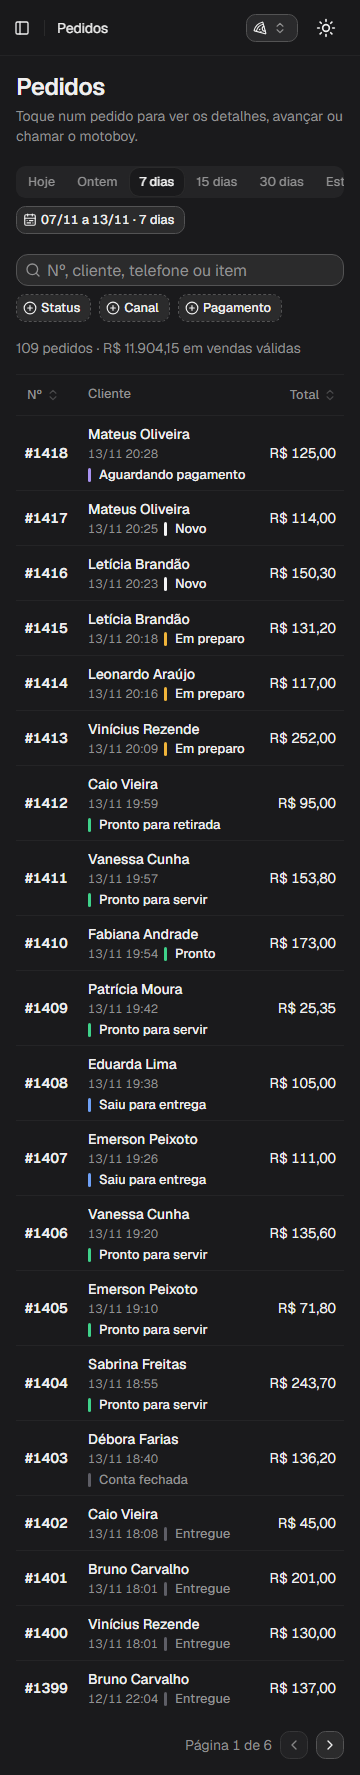 Pedidos
Pedidos
Toque num pedido para ver os detalhes, avançar ou
chamar o motoboy.
Hoje Ontem 7 dias 15 dias 30 dias Est
07/11 a 13/11 · 7 dias
Nº, cliente, telefone ou item
Status Canal Pagamento
109 pedidos · R$ 11.904,15 em vendas válidas
Nº Cliente Total
Mateus Oliveira
#1418 13/11 20:28 R$ 125,00
Aguardando pagamento
Mateus Oliveira
#1417 13/11 20:25 Novo R$ 114,00
Letícia Brandão
#1416 13/11 20:23 Novo R$ 150,30
Letícia Brandão
#1415 13/11 20:18 Em preparo R$ 131,20
Leonardo Araújo
#1414 13/11 20:16 Em preparo R$ 117,00
Vinícius Rezende
#1413 13/11 20:09 Em preparo R$ 252,00
Caio Vieira
#1412 13/11 19:59 R$ 95,00
Pronto para retirada
Vanessa Cunha
#1411 13/11 19:57 R$ 153,80
Pronto para servir
Fabiana Andrade
#1410 13/11 19:54 Pronto R$ 173,00
Patrícia Moura
#1409 13/11 19:42 R$ 25,35
Pronto para servir
Eduarda Lima
#1408 13/11 19:38 R$ 105,00
Saiu para entrega
Emerson Peixoto
#1407 13/11 19:26 R$ 111,00
Saiu para entrega
Vanessa Cunha
#1406 13/11 19:20 R$ 135,60
Pronto para servir
Emerson Peixoto
#1405 13/11 19:10 R$ 71,80
Pronto para servir
Sabrina Freitas
#1404 13/11 18:55 R$ 243,70
Pronto para servir
Débora Farias
#1403 13/11 18:40 R$ 136,20
Conta fechada
Caio Vieira
#1402 13/11 18:08 Entregue R$ 45,00
Bruno Carvalho
#1401 13/11 18:01 Entregue R$ 201,00
Vinícius Rezende
#1400 13/11 18:01 Entregue R$ 130,00
Bruno Carvalho
#1399 12/11 22:04 Entregue R$ 137,00
Página 1 de 6